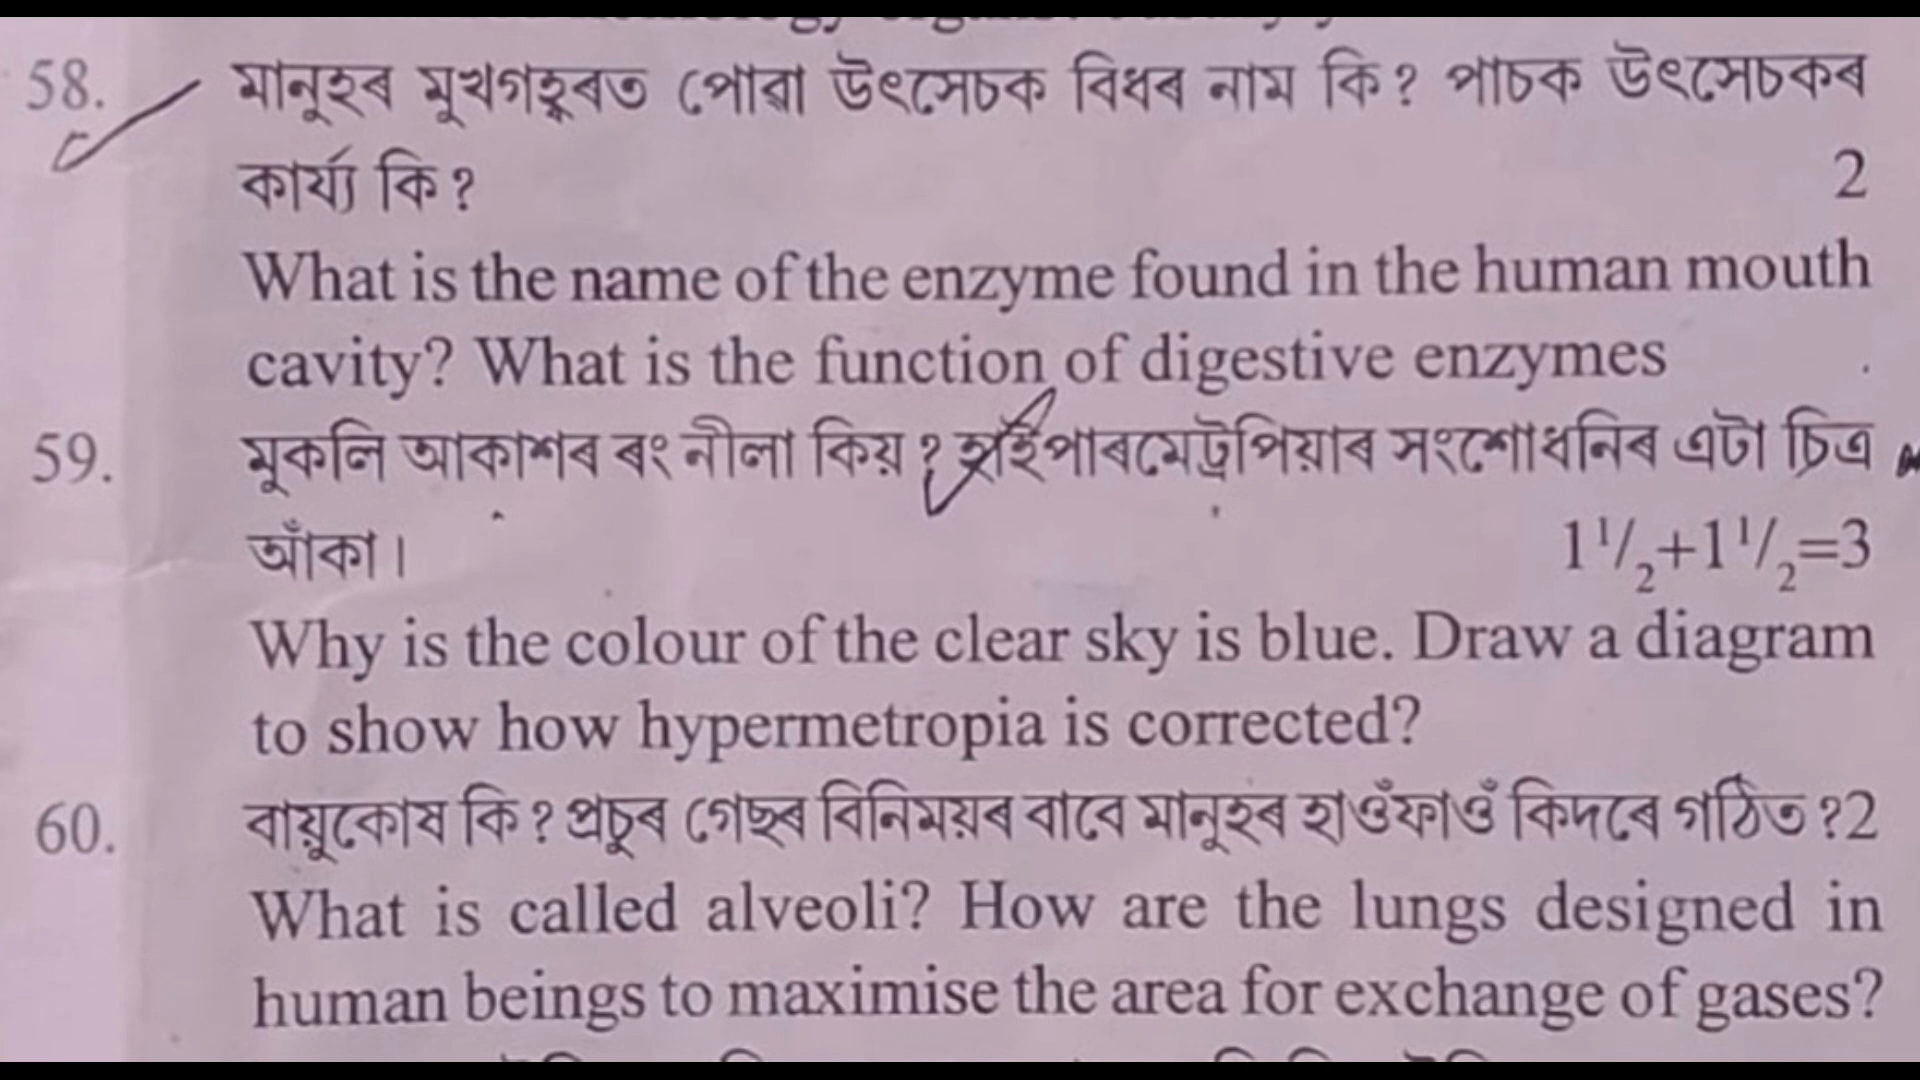 58. মানুহৰ মুখগহ্বৰত পোৱা উৎসেচক বিধৰ নাম কি? পাচক উৎসেচকৰ
কাৰ্য্য কি? 2
What is the name of the enzyme found in the human mouth
cavity? What is the function of digestive enzymes
59. মুকলি আকাশৰ ৰং নীলা কিয়? হাইপাৰমেট্ৰপিয়াৰ সংশোধনিৰ এটা চিত্ৰ
আঁকা। 1 1/2+1 1/2=3
Why is the colour of the clear sky is blue. Draw a diagram
to show how hypermetropia is corrected?
60. বায়ুকোষ কি? প্ৰচুৰ গেছৰ বিনিময়ৰ বাবে মানুহৰ হাওঁফাওঁ কিদৰে গঠিত? 2
What is called alveoli? How are the lungs designed in
human beings to maximise the area for exchange of gases?